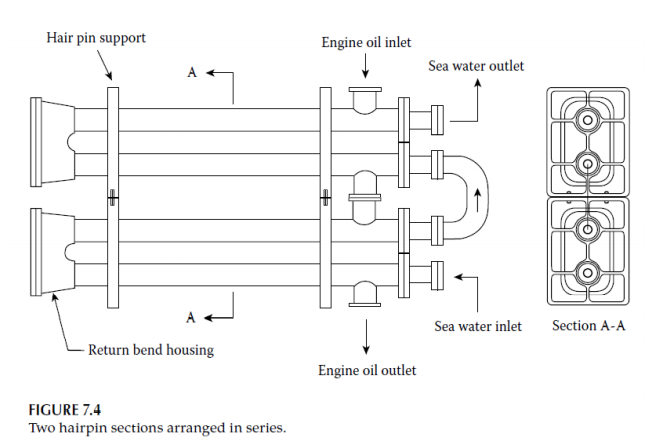 Hair pin support
Engine oil inlet
A
Sea water outlet
A
Sea water inlet
Section A-A
Return bend housing
Engine oil outlet
FIGURE 7.4
Two hairpin sections arranged in series.